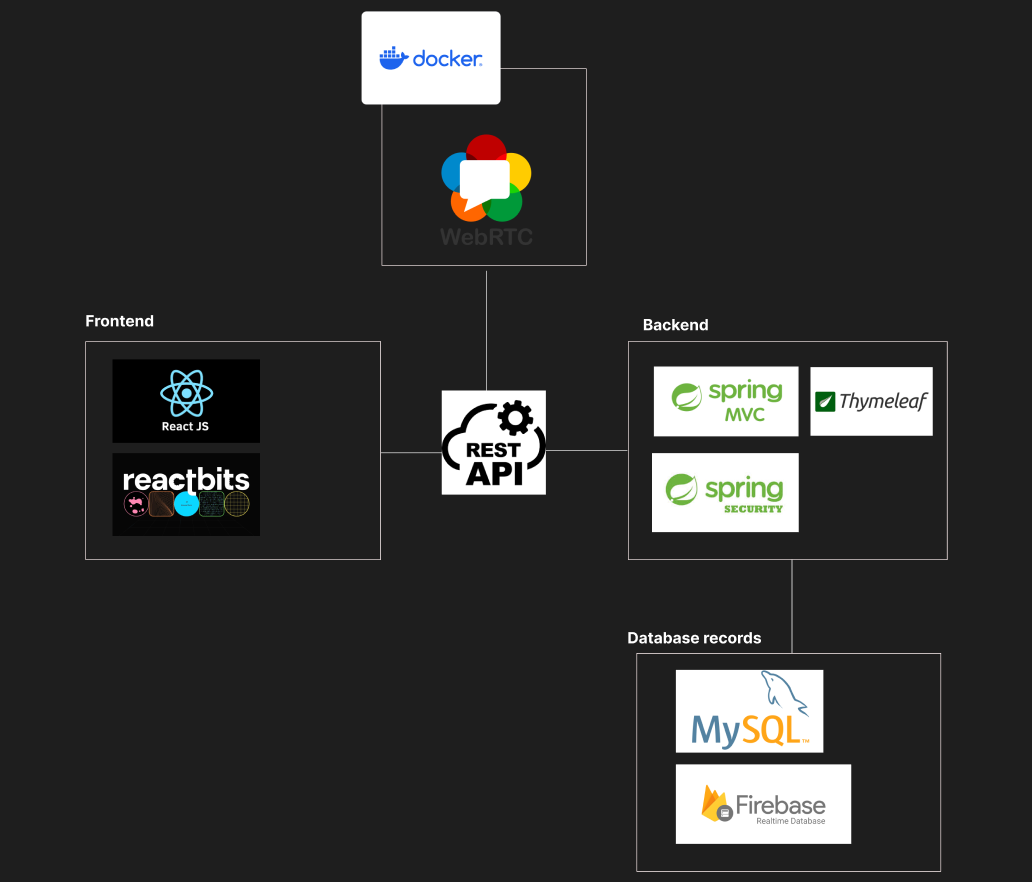 docker
WebRTC
Frontend
React JS
reactbits
REST
API
Backend
spring
MVC
Thymeleaf
spring
SECURITY
Database records
MySQL™
Firebase
Realtime Database